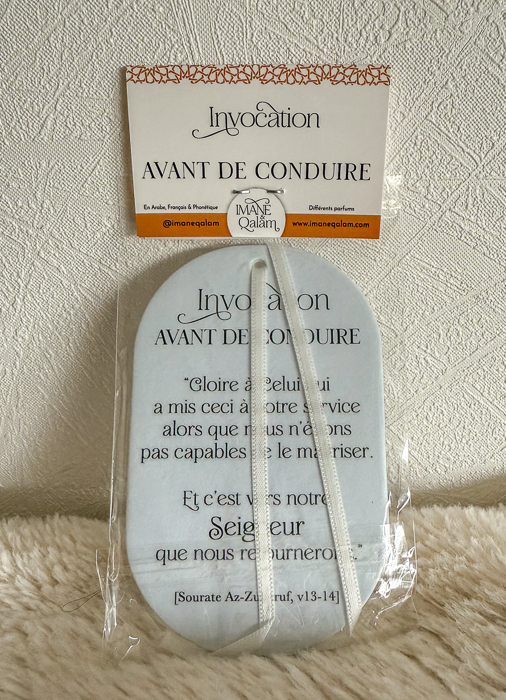 Invocation
AVANT DE CONDUIRE
En Arabe, Français & Phonétique
Différents parfums
IMANE
&
Qalam
@imaneqalam
www.imaneqalam.com
Invocation
AVANT DE CONDUIRE
“Gloire à Celui qui
a mis ceci à notre service
alors que nous n'étions
pas capables de le maîtriser.
Et c'est vers notre
Seigneur
que nous retournerons.”
[Sourate Az-Zukhruf, v13-14]